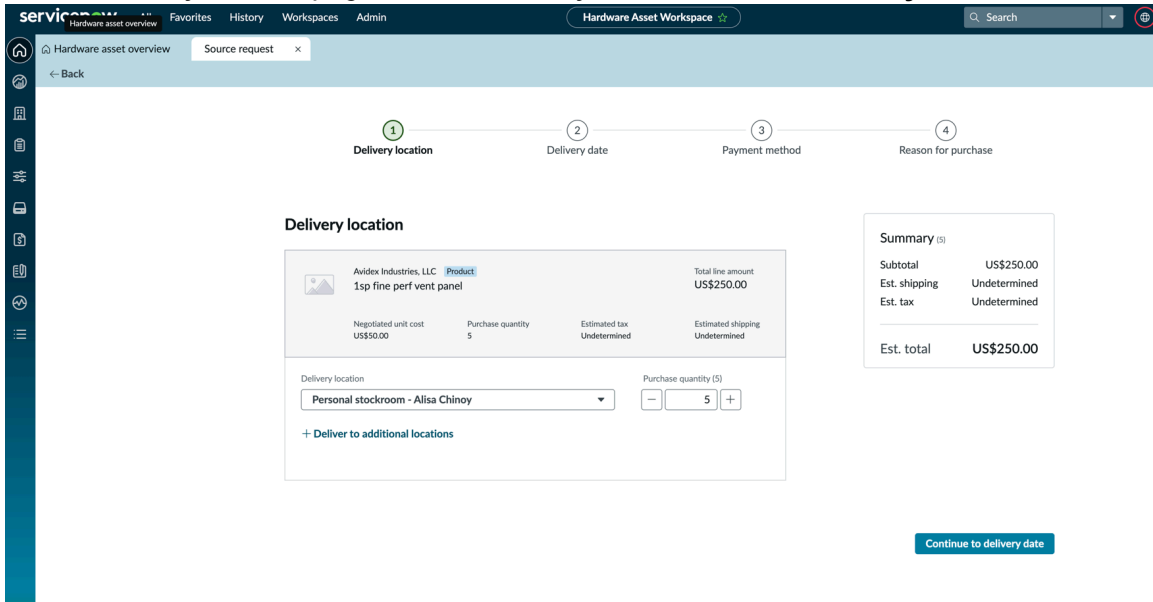 servicenow All Favorites History Workspaces Admin Hardware Asset Workspace Search
Hardware asset overview
Hardware asset overview Source request ×
Back
1 2 3 4
Delivery location Delivery date Payment method Reason for purchase
Delivery location
Avidex Industries, LLC Product Total line amount
1sp fine perf vent panel US$250.00
Negotiated unit cost Purchase quantity Estimated tax Estimated shipping
US$50.00 5 Undetermined Undetermined
Delivery location Purchase quantity (5)
Personal stockroom - Alisa Chinoy − 5 +
+ Deliver to additional locations
Summary (5)
Subtotal US$250.00
Est. shipping Undetermined
Est. tax Undetermined
Est. total US$250.00
Continue to delivery date